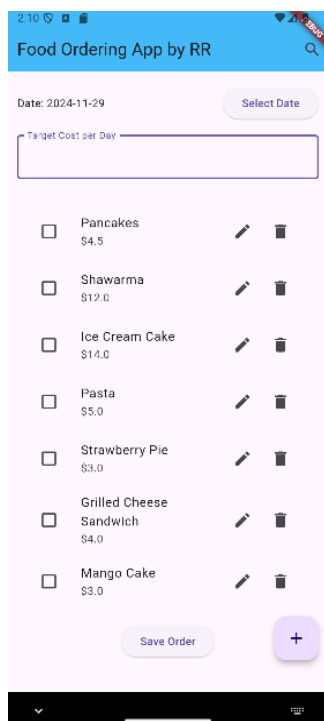 2:10
DEBUG
Food Ordering App by RR
Date: 2024-11-29
Select Date
Target Cost per Day
Pancakes
$4.5
Shawarma
$12.0
Ice Cream Cake
$14.0
Pasta
$5.0
Strawberry Pie
$3.0
Grilled Cheese
Sandwich
$4.0
Mango Cake
$3.0
Save Order
+